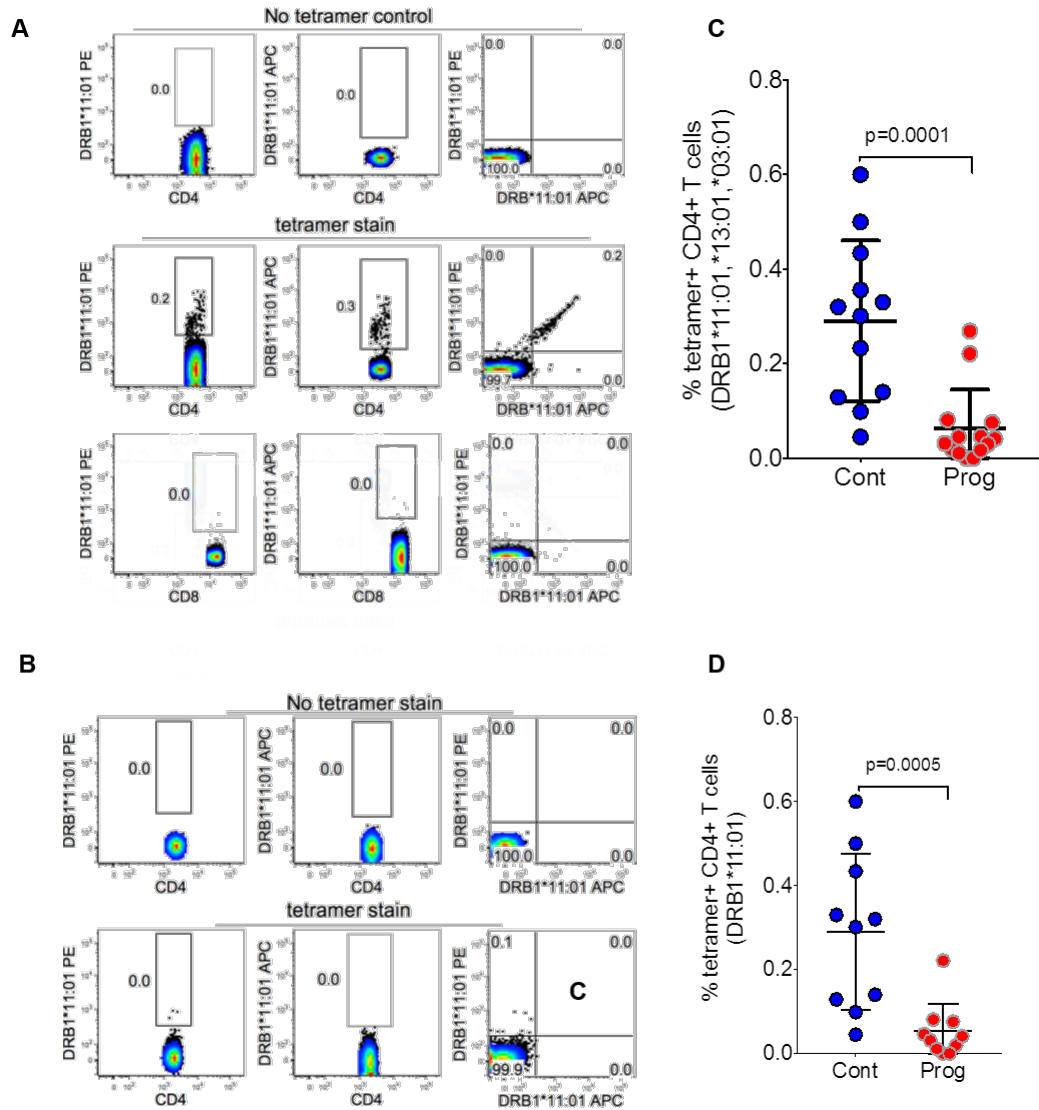 A
No tetramer control
DRB1*11:01 PE
0.0
CD4
DRB1*11:01 APC
0.0
CD4
DRB1*11:01 PE
0.0 0.0
100.0 0.0
DRB*11:01 APC
tetramer stain
DRB1*11:01 PE
0.2
CD4
DRB1*11:01 APC
0.3
CD4
DRB1*11:01 PE
0.0 0.2
99.7 0.0
DRB*11:01 APC
DRB1*11:01 PE
0.0
CD8
DRB1*11:01 APC
0.0
CD8
DRB1*11:01 PE
0.0 0.0
100.0 0.0
DRB1*11:01 APC
C
% tetramer+ CD4+ T cells
(DRB1*11:01,*13:01,*03:01)
0.8
0.6
0.4
0.2
0.0
p=0.0001
Cont Prog
B
No tetramer stain
DRB1*11:01 PE
0.0
CD4
DRB1*11:01 APC
0.0
CD4
DRB1*11:01 PE
0.0 0.0
100.0 0.0
DRB1*11:01 APC
tetramer stain
DRB1*11:01 PE
0.0
CD4
DRB1*11:01 APC
0.0
CD4
DRB1*11:01 PE
0.1 0.0
C
99.9 0.0
DRB1*11:01 APC
D
% tetramer+ CD4+ T cells
(DRB1*11:01)
0.8
0.6
0.4
0.2
0.0
p=0.0005
Cont Prog